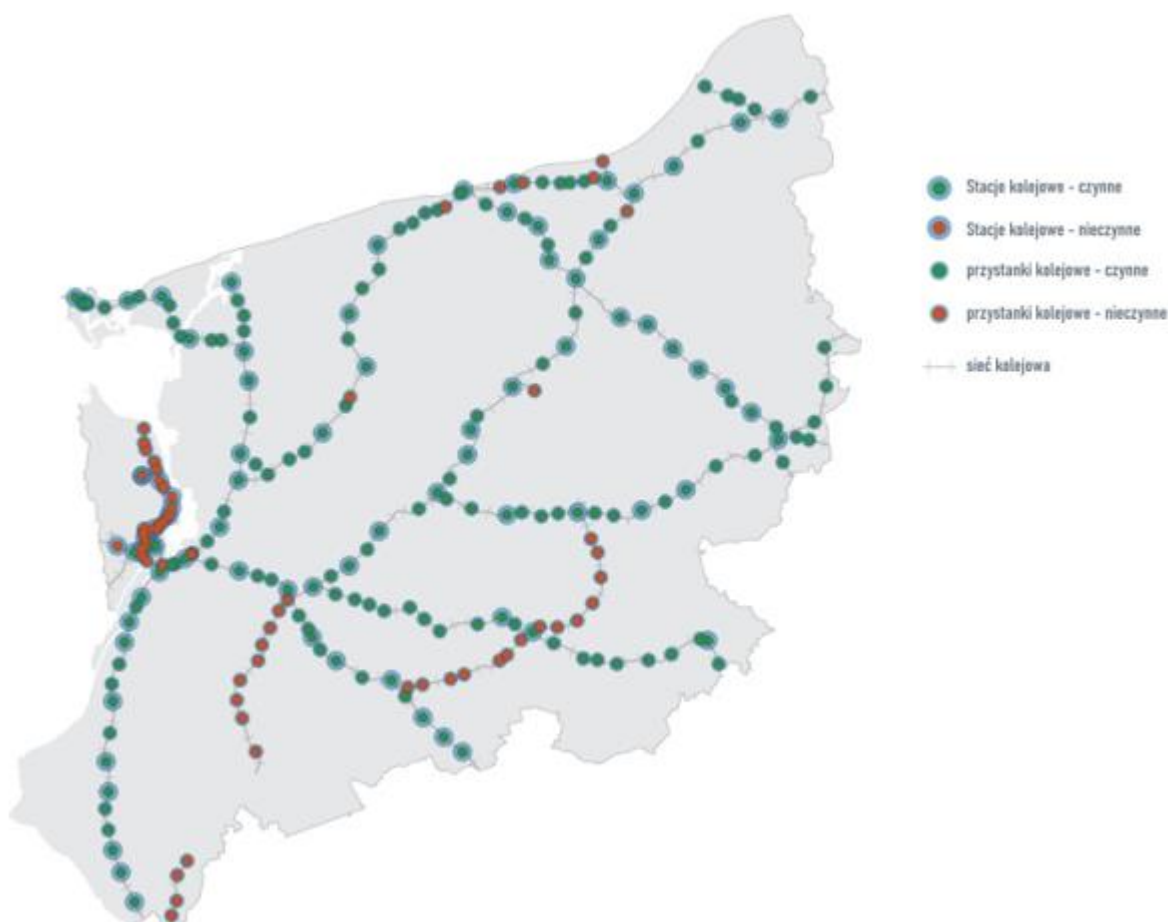 Stacje kolejowe - czynne
Stacje kolejowe - nieczynne
przystanki kolejowe - czynne
przystanki kolejowe - nieczynne
sieć kolejowa